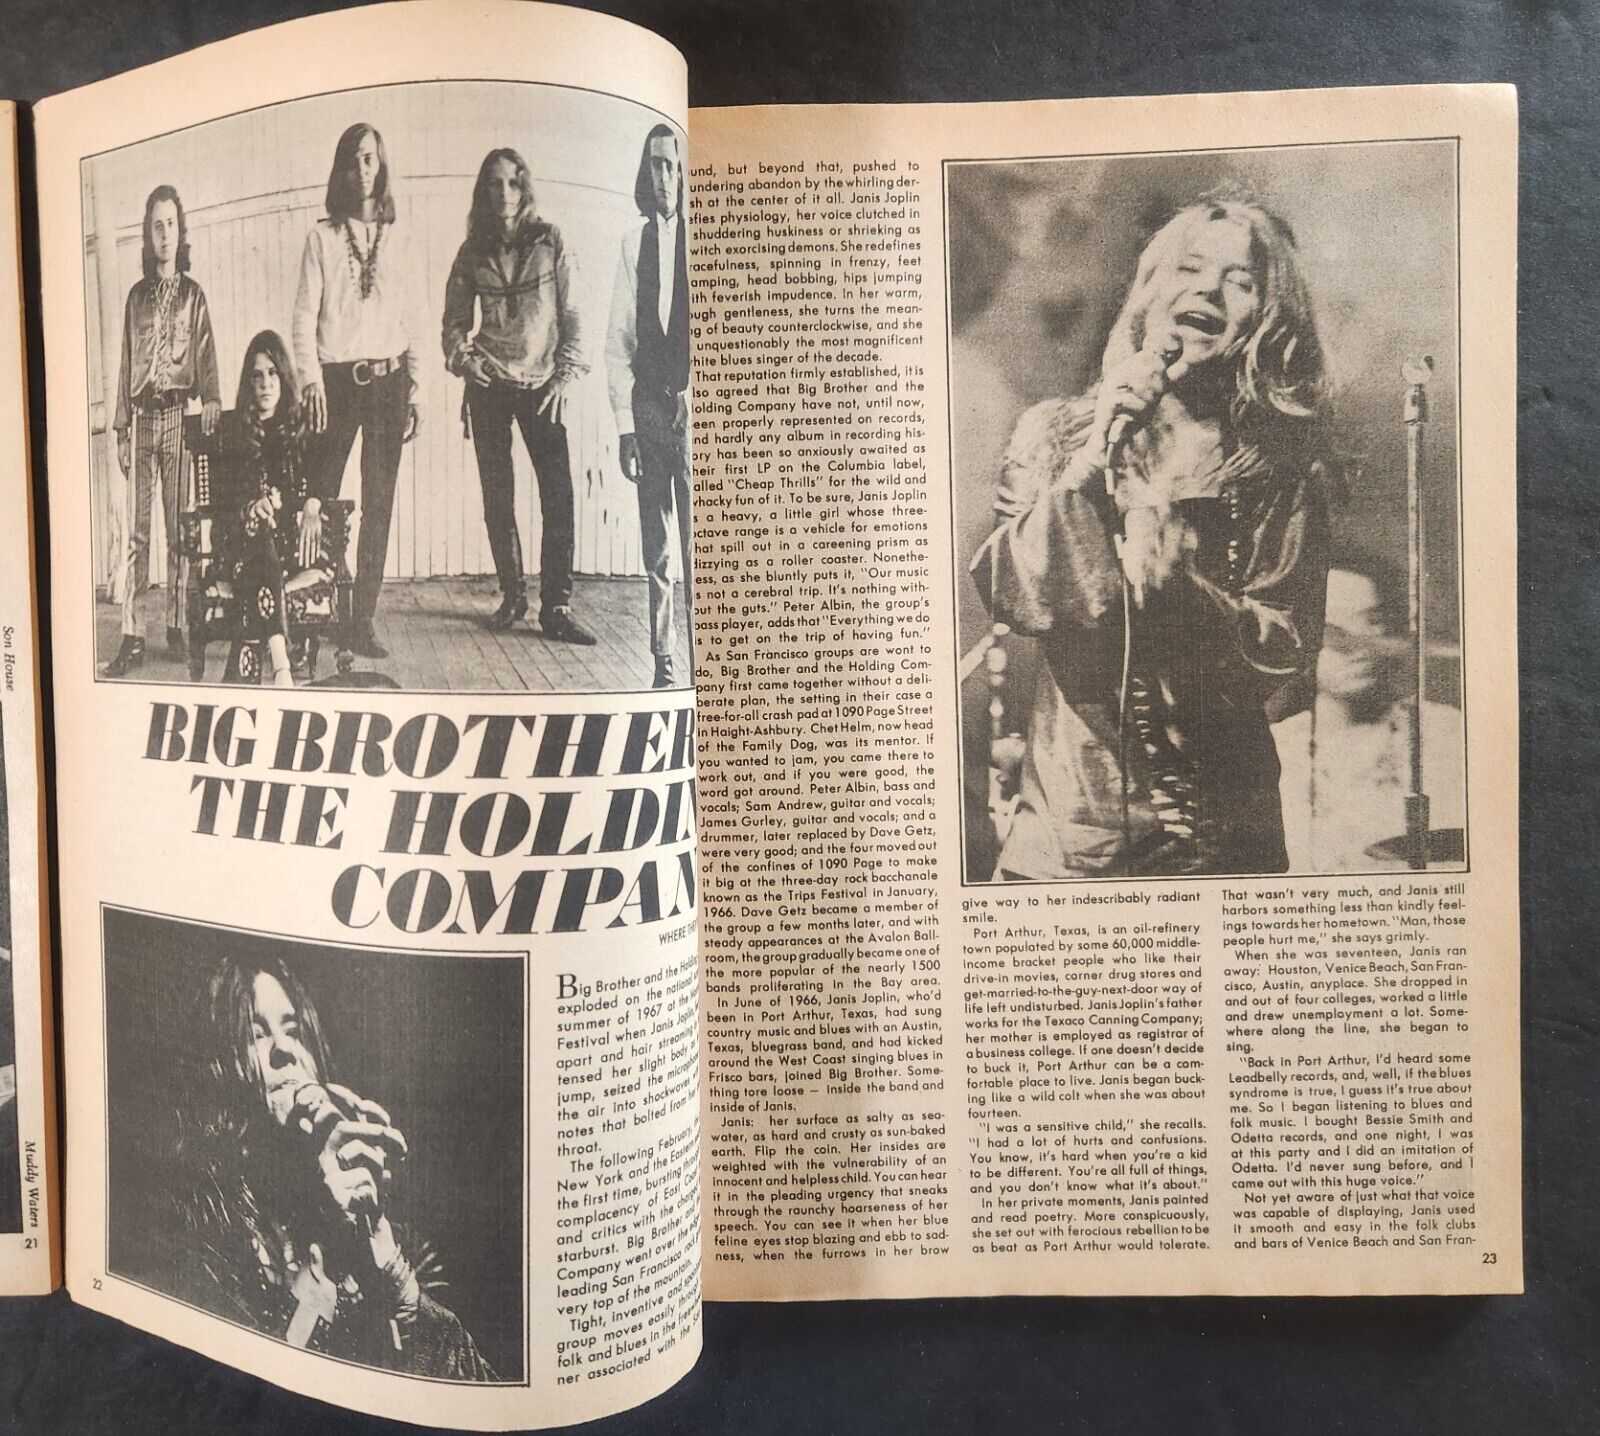 Son House
Muddy Waters
21
BIG BROTHER
THE HOLDIN
COMPAN
WHERE THE
Big Brother and the Holding
exploded on the national
summer of 1967 at the
Festival when Janis Joplin,
apart and hair streaming
tensed her slight body
jump, seized the microphone
the air into shockwaves
notes that bolted from her
throat.
The following February,
New York and the Eastern
the first time, bursting through
complacency of East Coast
and critics with the charge
starburst. Big Brother and
Company went over the edge
leading San Francisco rock
very top of the mountain.
Tight, inventive and
group moves easily through
folk and blues in the
ner associated with the San
22
und, but beyond that, pushed to
undering abandon by the whirling der-
sh at the center of it all. Janis Joplin
efies physiology, her voice clutched in
shuddering huskiness or shrieking as
witch exorcising demons. She redefines
racefulness, spinning in frenzy, feet
amping, head bobbing, hips jumping
ith feverish impudence. In her warm,
ough gentleness, she turns the mean-
g of beauty counterclockwise, and she
unquestionably the most magnificent
hite blues singer of the decade.
That reputation firmly established, it is
lso agreed that Big Brother and the
olding Company have not, until now,
een properly represented on records,
nd hardly any album in recording his-
ory has been so anxiously awaited as
heir first LP on the Columbia label,
alled "Cheap Thrills" for the wild and
whacky fun of it. To be sure, Janis Joplin
s a heavy, a little girl whose three-
octave range is a vehicle for emotions
hat spill out in a careening prism as
dizzying as a roller coaster. Nonethe-
ess, as she bluntly puts it, "Our music
s not a cerebral trip. It's nothing with-
out the guts." Peter Albin, the group's
bass player, adds that "Everything we do
is to get on the trip of having fun."
As San Francisco groups are wont to
do, Big Brother and the Holding Com-
pany first came together without a deli-
berate plan, the setting in their case a
free-for-all crash pad at 1090 Page Street
in Haight-Ashbury. Chet Helm, now head
of the Family Dog, was its mentor. If
you wanted to jam, you came there to
work out, and if you were good, the
word got around. Peter Albin, bass and
vocals; Sam Andrew, guitar and vocals;
James Gurley, guitar and vocals; and a
drummer, later replaced by Dave Getz,
were very good; and the four moved out
of the confines of 1090 Page to make
it big at the three-day rock bacchanale
known as the Trips Festival in January,
1966. Dave Getz became a member of
the group a few months later, and with
steady appearances at the Avalon Ball-
room, the group gradually became one of
the more popular of the nearly 1500
bands proliferating in the Bay area.
In June of 1966, Janis Joplin, who'd
been in Port Arthur, Texas, had sung
country music and blues with an Austin,
Texas, bluegrass band, and had kicked
around the West Coast singing blues in
Frisco bars, joined Big Brother. Some-
thing tore loose — inside the band and
inside of Janis.
Janis: her surface as salty as sea-
water, as hard and crusty as sun-baked
earth. Flip the coin. Her insides are
weighted with the vulnerability of an
innocent and helpless child. You can hear
it in the pleading urgency that sneaks
through the raunchy hoarseness of her
speech. You can see it when her blue
feline eyes stop blazing and ebb to sad-
ness, when the furrows in her brow
give way to her indescribably radiant
smile.
Port Arthur, Texas, is an oil-refinery
town populated by some 60,000 middle-
income bracket people who like their
drive-in movies, corner drug stores and
get-married-to-the-guy-next-door way of
life left undisturbed. Janis Joplin's father
works for the Texaco Canning Company;
her mother is employed as registrar of
a business college. If one doesn't decide
to buck it, Port Arthur can be a com-
fortable place to live. Janis began buck-
ing like a wild colt when she was about
fourteen.
"I was a sensitive child," she recalls.
"I had a lot of hurts and confusions.
You know, it's hard when you're a kid
to be different. You're all full of things,
and you don't know what it's about."
In her private moments, Janis painted
and read poetry. More conspicuously,
she set out with ferocious rebellion to be
as beat as Port Arthur would tolerate.
That wasn't very much, and Janis still
harbors something less than kindly feel-
ings towards her hometown. "Man, those
people hurt me," she says grimly.
When she was seventeen, Janis ran
away: Houston, Venice Beach, San Fran-
cisco, Austin, anyplace. She dropped in
and out of four colleges, worked a little
and drew unemployment a lot. Some-
where along the line, she began to
sing.
"Back in Port Arthur, I'd heard some
Leadbelly records, and, well, if the blues
syndrome is true, I guess it's true about
me. So I began listening to blues and
folk music. I bought Bessie Smith and
Odetta records, and one night, I was
at this party and I did an imitation of
Odetta. I'd never sung before, and I
came out with this huge voice."
Not yet aware of just what that voice
was capable of displaying, Janis used
it smooth and easy in the folk clubs
and bars of Venice Beach and San Fran-
23